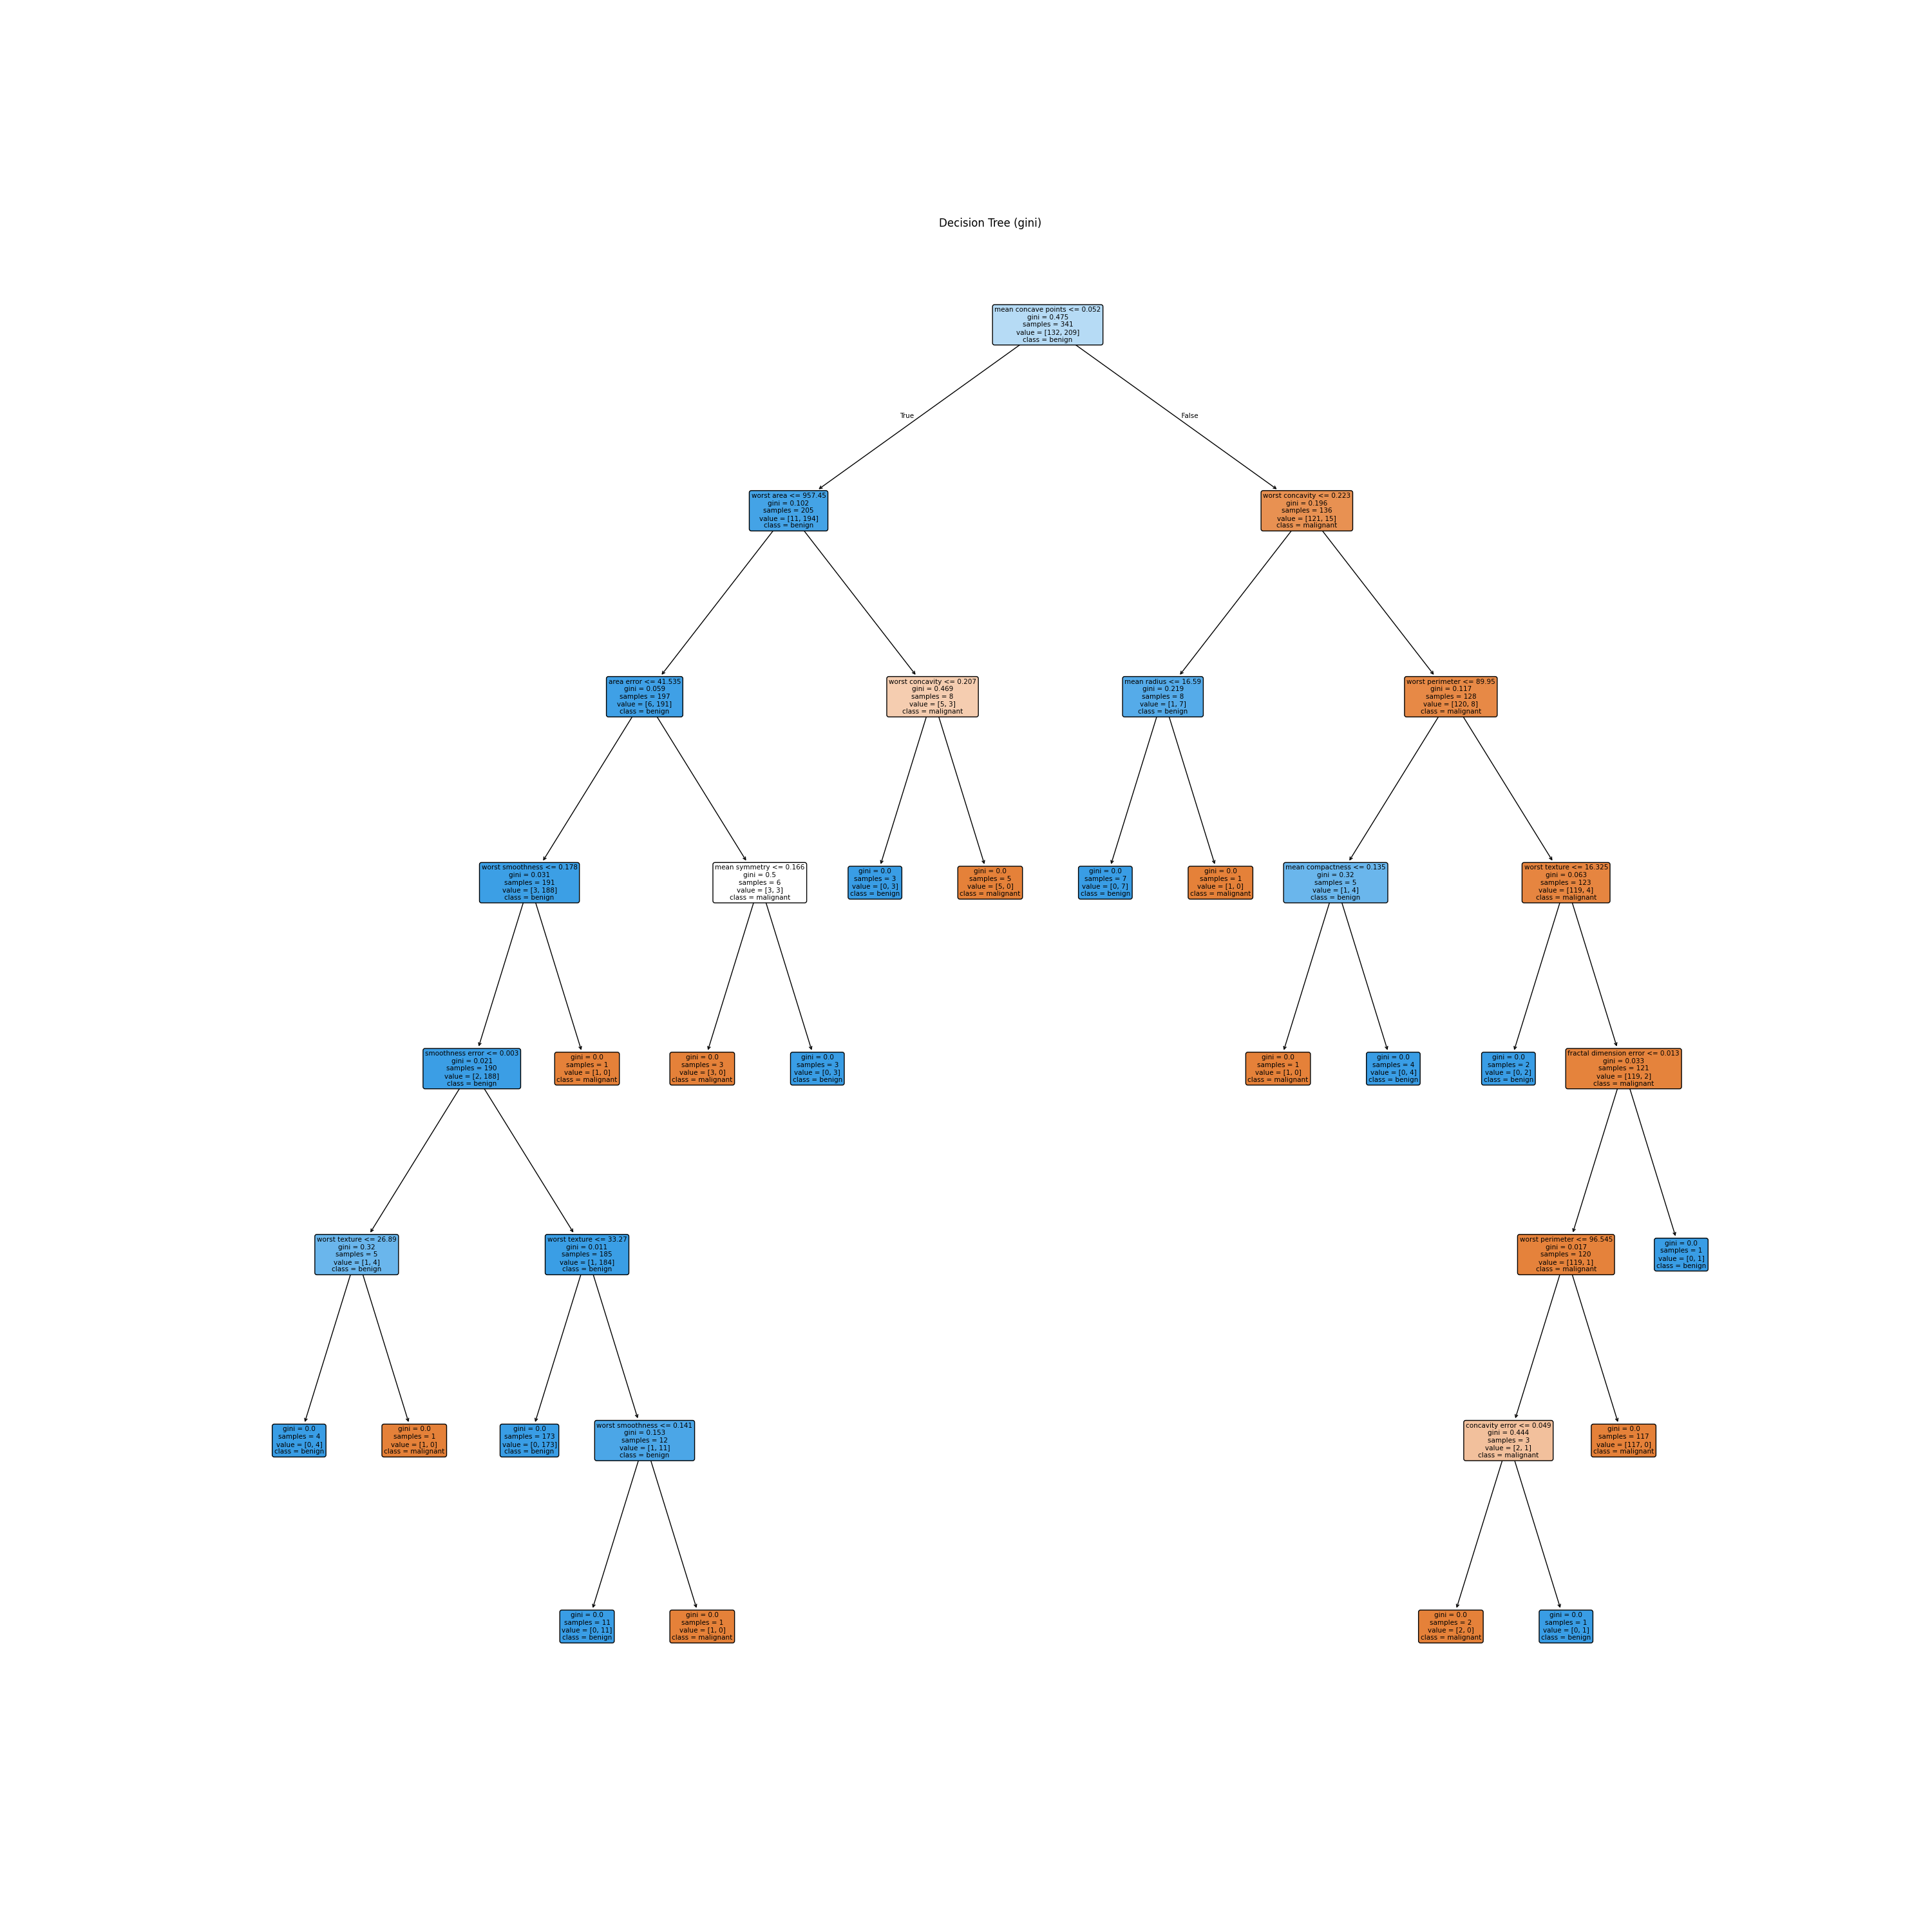 Decision Tree (gini)
mean concave points <= 0.052
gini = 0.475
samples = 341
value = [132, 209]
class = benign
True
False
worst area <= 957.45
gini = 0.102
samples = 205
value = [11, 194]
class = benign
worst concavity <= 0.223
gini = 0.196
samples = 136
value = [121, 15]
class = malignant
area error <= 41.535
gini = 0.059
samples = 197
value = [6, 191]
class = benign
worst concavity <= 0.207
gini = 0.469
samples = 8
value = [5, 3]
class = malignant
mean radius <= 16.59
gini = 0.219
samples = 8
value = [1, 7]
class = benign
worst perimeter <= 89.95
gini = 0.117
samples = 128
value = [120, 8]
class = malignant
worst smoothness <= 0.178
gini = 0.031
samples = 191
value = [3, 188]
class = benign
mean symmetry <= 0.166
gini = 0.5
samples = 6
value = [3, 3]
class = malignant
gini = 0.0
samples = 3
value = [0, 3]
class = benign
gini = 0.0
samples = 5
value = [5, 0]
class = malignant
gini = 0.0
samples = 7
value = [0, 7]
class = benign
gini = 0.0
samples = 1
value = [1, 0]
class = malignant
mean compactness <= 0.135
gini = 0.32
samples = 5
value = [1, 4]
class = benign
worst texture <= 16.325
gini = 0.063
samples = 123
value = [119, 4]
class = malignant
smoothness error <= 0.003
gini = 0.021
samples = 190
value = [2, 188]
class = benign
gini = 0.0
samples = 1
value = [1, 0]
class = malignant
gini = 0.0
samples = 3
value = [3, 0]
class = malignant
gini = 0.0
samples = 3
value = [0, 3]
class = benign
gini = 0.0
samples = 1
value = [1, 0]
class = malignant
gini = 0.0
samples = 4
value = [0, 4]
class = benign
gini = 0.0
samples = 2
value = [0, 2]
class = benign
fractal dimension error <= 0.013
gini = 0.033
samples = 121
value = [119, 2]
class = malignant
worst texture <= 26.89
gini = 0.32
samples = 5
value = [1, 4]
class = benign
worst texture <= 33.27
gini = 0.011
samples = 185
value = [1, 184]
class = benign
worst perimeter <= 96.545
gini = 0.017
samples = 120
value = [119, 1]
class = malignant
gini = 0.0
samples = 1
value = [0, 1]
class = benign
gini = 0.0
samples = 4
value = [0, 4]
class = benign
gini = 0.0
samples = 1
value = [1, 0]
class = malignant
gini = 0.0
samples = 173
value = [0, 173]
class = benign
worst smoothness <= 0.141
gini = 0.153
samples = 12
value = [1, 11]
class = benign
concavity error <= 0.049
gini = 0.444
samples = 3
value = [2, 1]
class = malignant
gini = 0.0
samples = 117
value = [117, 0]
class = malignant
gini = 0.0
samples = 11
value = [0, 11]
class = benign
gini = 0.0
samples = 1
value = [1, 0]
class = malignant
gini = 0.0
samples = 2
value = [2, 0]
class = malignant
gini = 0.0
samples = 1
value = [0, 1]
class = benign